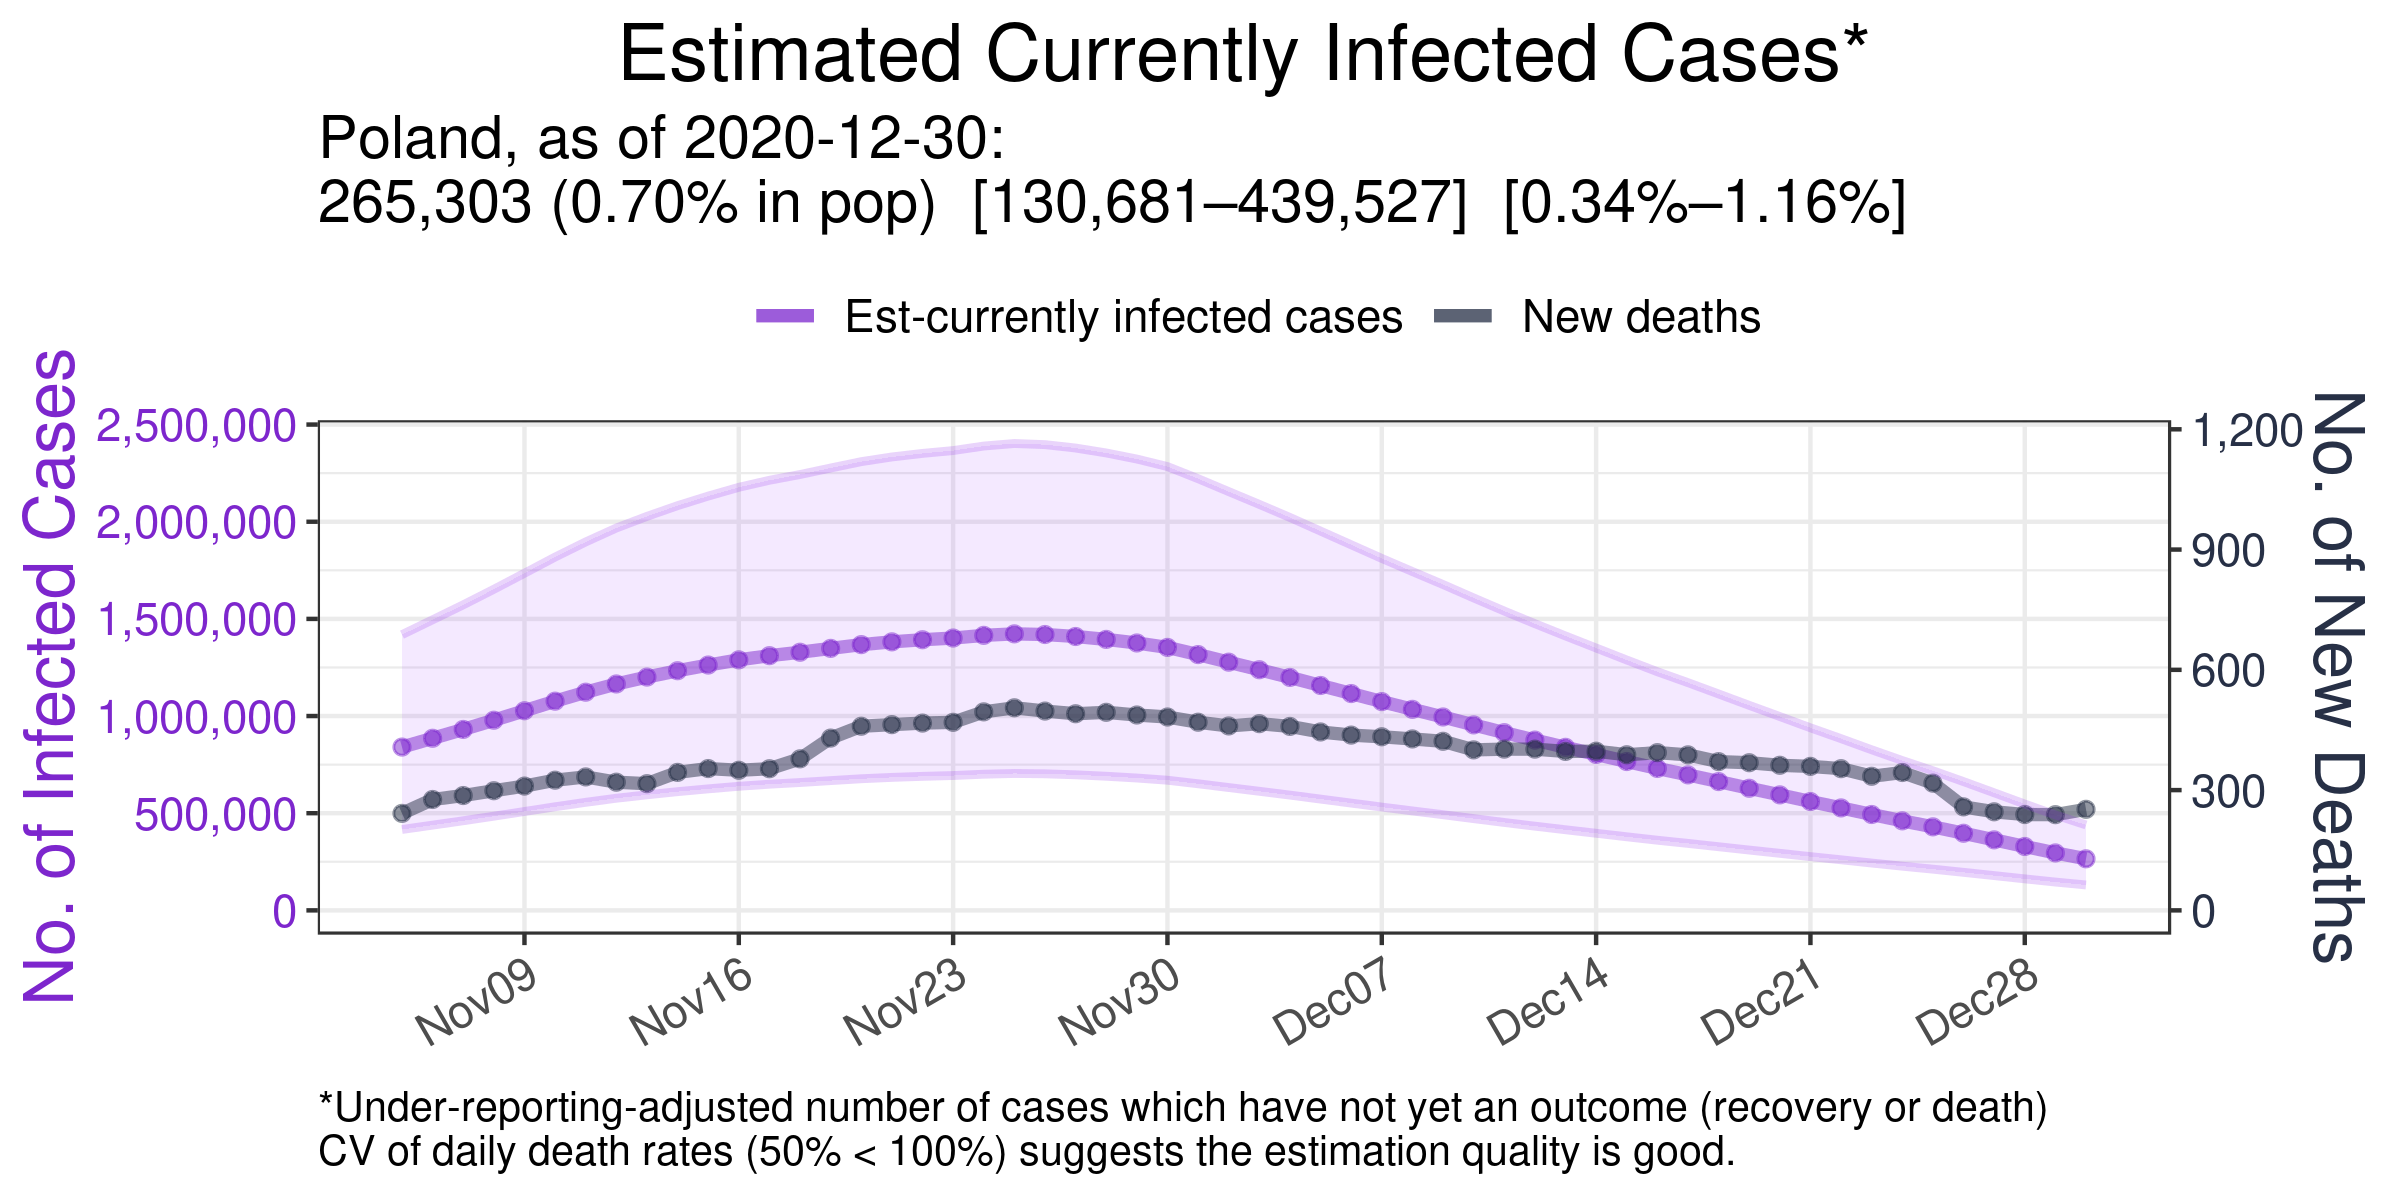 Estimated Currently Infected Cases*
Poland, as of 2020-12-30:
265,303 (0.70% in pop)  [130,681–439,527]  [0.34%–1.16%]
Est-currently infected cases
New deaths
No. of Infected Cases
2,500,000
2,000,000
1,500,000
1,000,000
500,000
0
1,200
900
600
300
0
No. of New Deaths
Nov09
Nov16
Nov23
Nov30
Dec07
Dec14
Dec21
Dec28
*Under-reporting-adjusted number of cases which have not yet an outcome (recovery or death)
CV of daily death rates (50% < 100%) suggests the estimation quality is good.